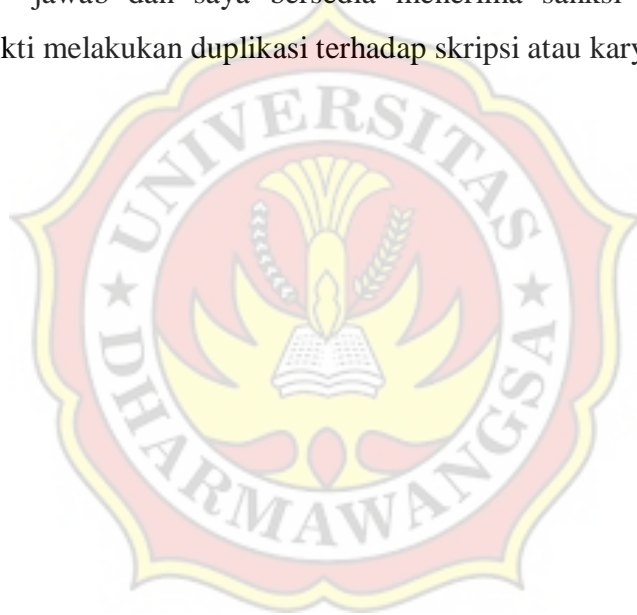 jawab dan saya bersedia menerima sanksi
kti melakukan duplikasi terhadap skripsi atau kary
UNIVERSITAS
DHARMAWANGSA